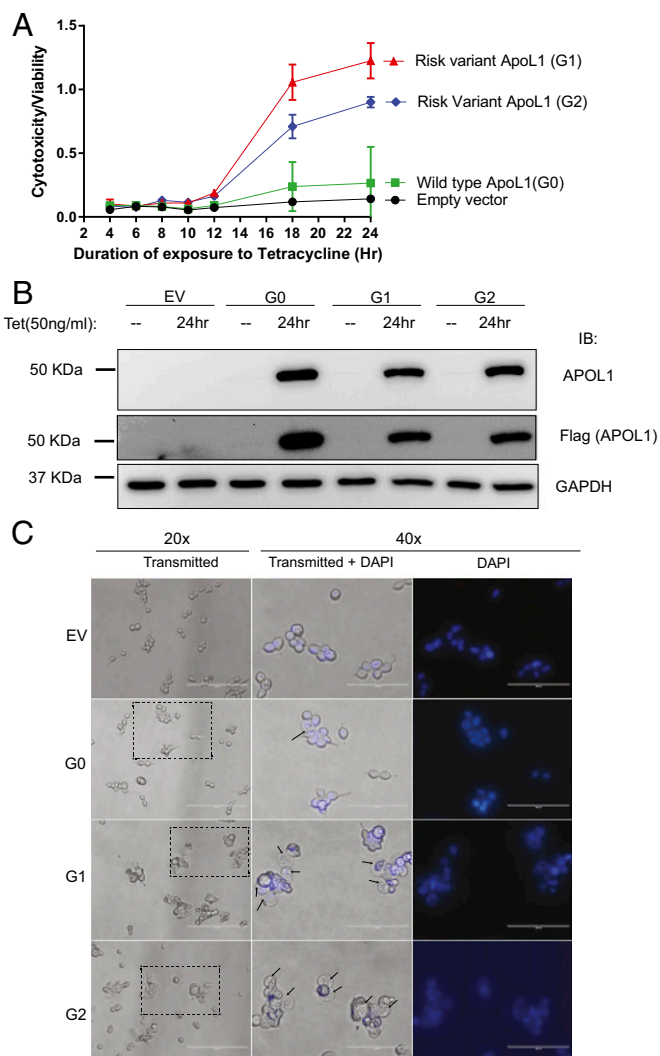 A
Cytotoxicity/Viability
1.5
1.0
0.5
0.0
2 4 6 8 10 12 14 16 18 20 22 24
Duration of exposure to Tetracycline (Hr)
Risk variant ApoL1 (G1)
Risk Variant ApoL1 (G2)
Wild type ApoL1(G0)
Empty vector
B
EV G0 G1 G2
Tet(50ng/ml): -- 24hr -- 24hr -- 24hr -- 24hr
IB:
50 KDa APOL1
50 KDa Flag (APOL1)
37 KDa GAPDH
C
20x 40x
Transmitted Transmitted + DAPI DAPI
EV
G0
G1
G2